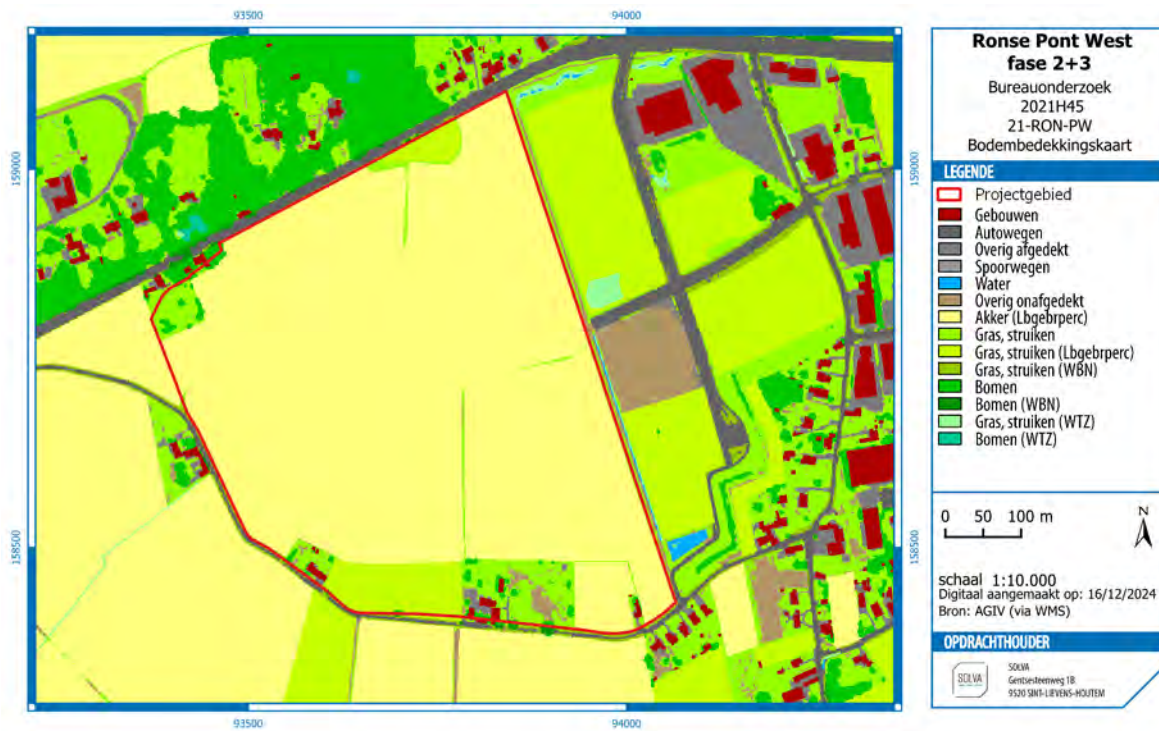 93500
94000
159000
159000
158500
158500
93500
94000
Ronse Pont West
fase 2+3
Bureauonderzoek
2021H45
21-RON-PW
Bodembedekkingskaart
LEGENDE
Projectgebied
Gebouwen
Autowegen
Overig afgedekt
Spoorwegen
Water
Overig onafgedekt
Akker (Lbgebrperc)
Gras, struiken
Gras, struiken (Lbgebrperc)
Gras, struiken (WBN)
Bomen
Bomen (WBN)
Gras, struiken (WTZ)
Bomen (WTZ)
0 50 100 m
N
schaal 1:10.000
Digitaal aangemaakt op: 16/12/2024
Bron: AGIV (via WMS)
OPDRACHTHOUDER
SOLVA
SOLVA
Gentsesteenweg 1B
9520 SINT-LIEVENS-HOUTEM